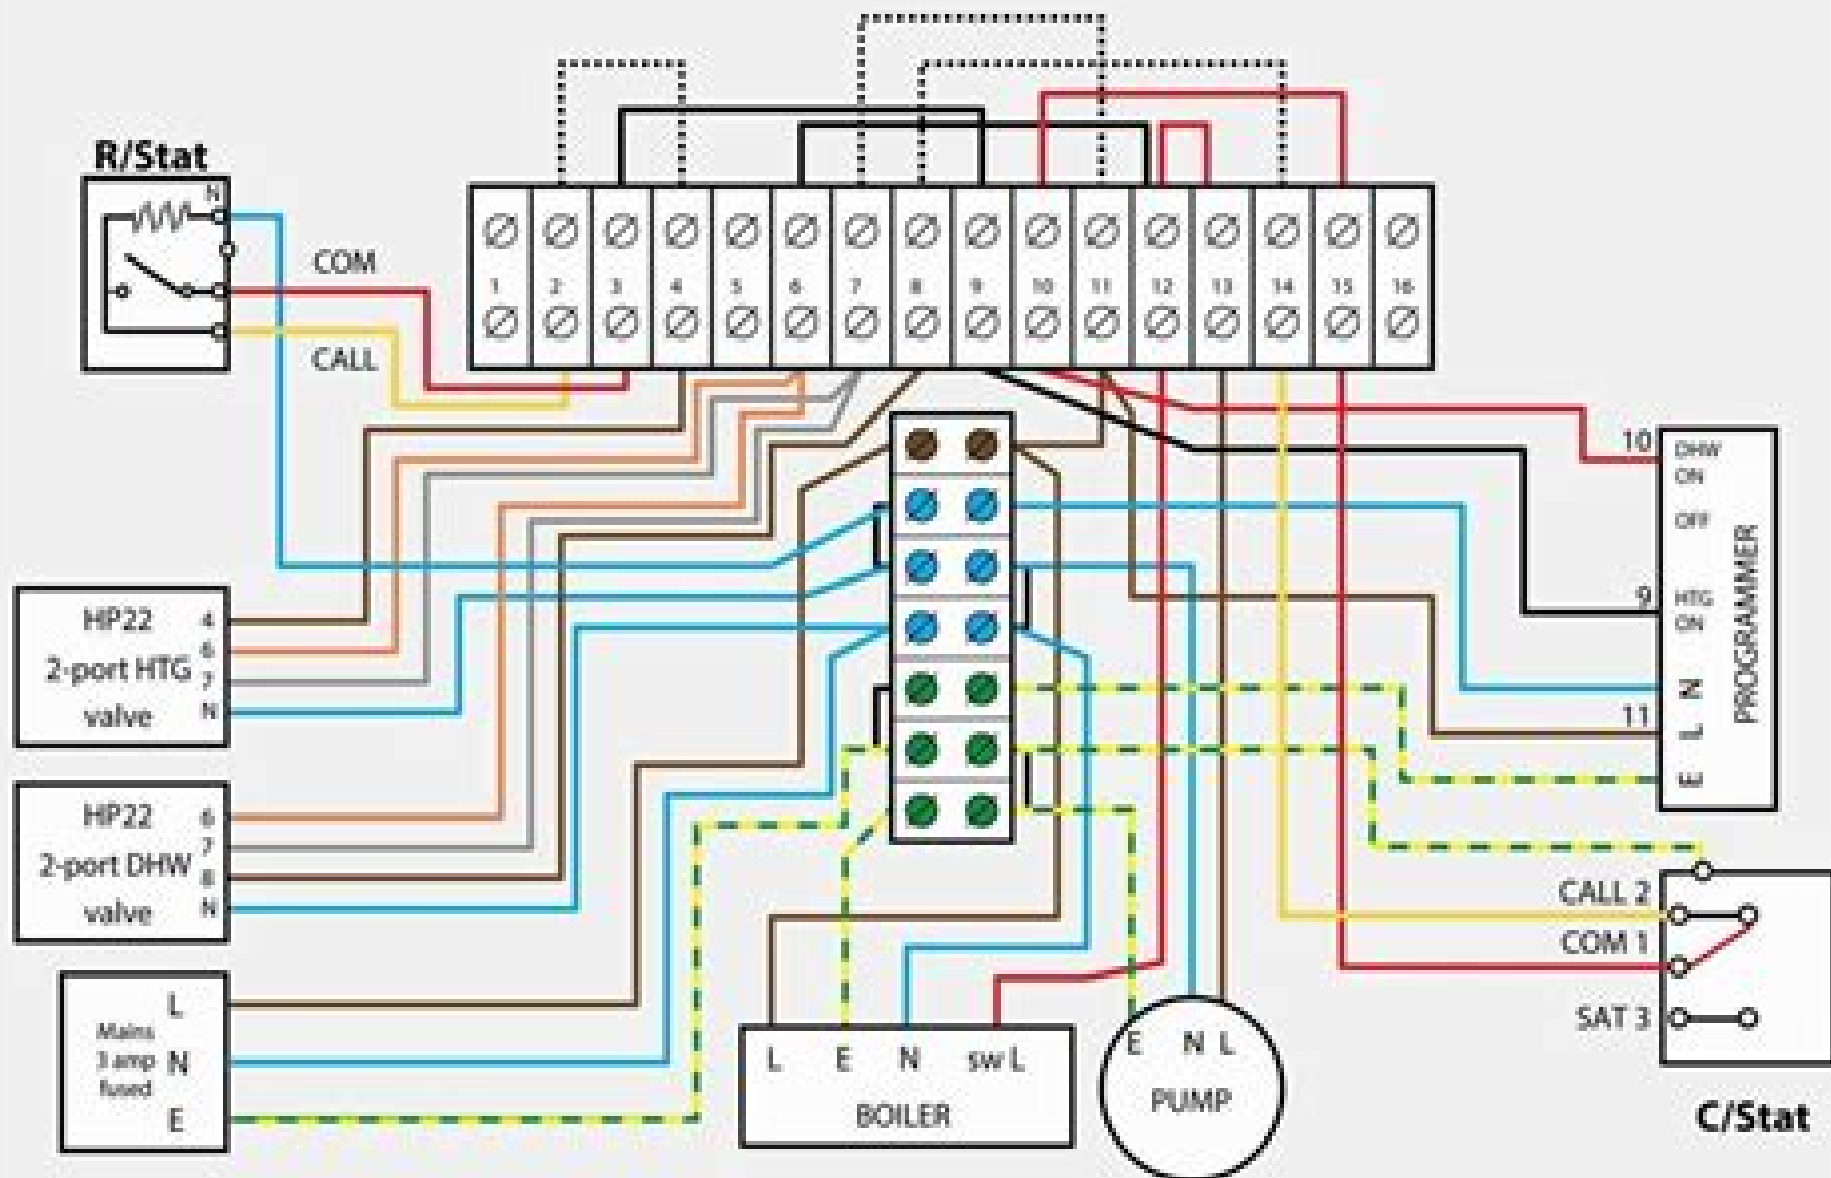 R/Stat
N
COM
CALL
1 2 3 4 5 6 7 8 9 10 11 12 13 14 15 16
HP22 4
6
2-port HTG 7
valve N
HP22 6
7
2-port DHW 8
valve N
L
Mains
3 amp N
fused
E
L E N sw L
BOILER
E N L
PUMP
10 DHW
ON
OFF
9 HTG
ON
N
11 L
E
PROGRAMMER
CALL 2
COM 1
SAT 3
C/Stat